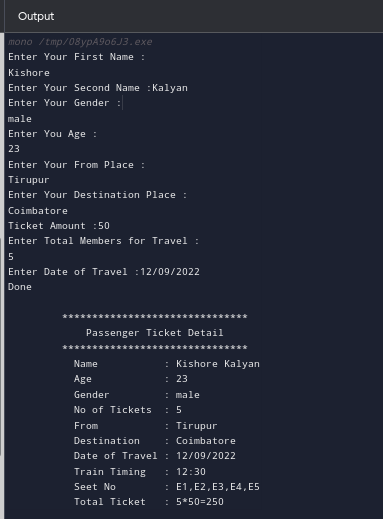 Output
mono /tmp/O8ypA9o6J3.exe
Enter Your First Name :
Kishore
Enter Your Second Name :Kalyan
Enter Your Gender :
male
Enter You Age :
23
Enter Your From Place :
Tirupur
Enter Your Destination Place :
Coimbatore
Ticket Amount :50
Enter Total Members for Travel :
5
Enter Date of Travel :12/09/2022
Done
*******************************
Passenger Ticket Detail
*******************************
Name : Kishore Kalyan
Age : 23
Gender : male
No of Tickets : 5
From : Tirupur
Destination : Coimbatore
Date of Travel : 12/09/2022
Train Timing : 12:30
Seet No : E1,E2,E3,E4,E5
Total Ticket : 5*50=250